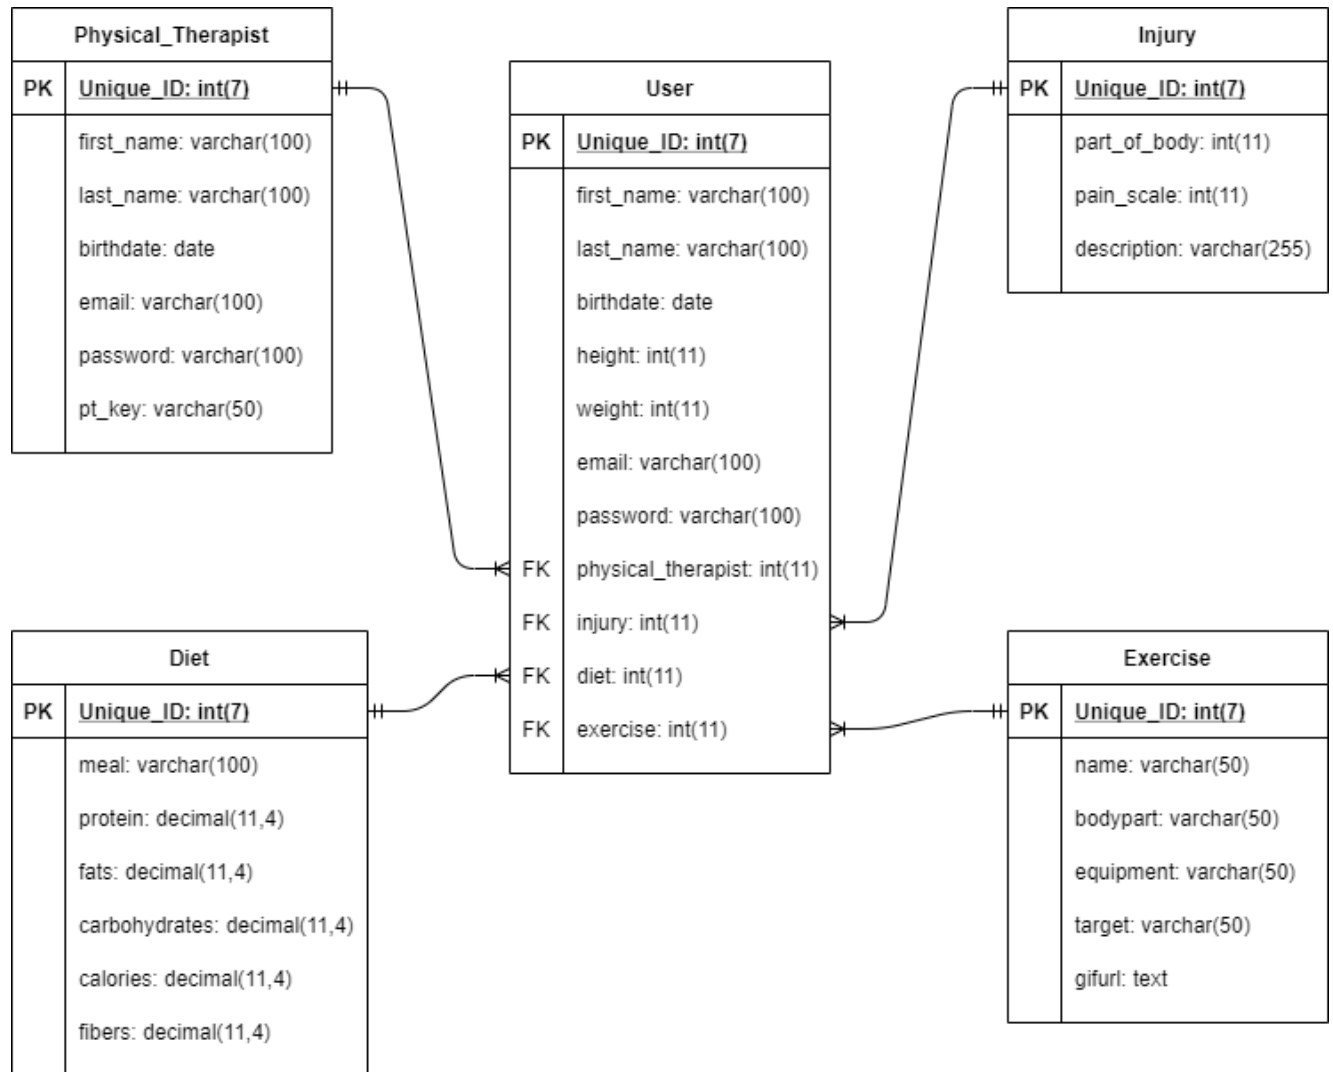 Physical_Therapist
PK Unique_ID: int(7)
first_name: varchar(100)
last_name: varchar(100)
birthdate: date
email: varchar(100)
password: varchar(100)
pt_key: varchar(50)
User
PK Unique_ID: int(7)
first_name: varchar(100)
last_name: varchar(100)
birthdate: date
height: int(11)
weight: int(11)
email: varchar(100)
password: varchar(100)
FK physical_therapist: int(11)
FK injury: int(11)
FK diet: int(11)
FK exercise: int(11)
Injury
PK Unique_ID: int(7)
part_of_body: int(11)
pain_scale: int(11)
description: varchar(255)
Diet
PK Unique_ID: int(7)
meal: varchar(100)
protein: decimal(11,4)
fats: decimal(11,4)
carbohydrates: decimal(11,4)
calories: decimal(11,4)
fibers: decimal(11,4)
Exercise
PK Unique_ID: int(7)
name: varchar(50)
bodypart: varchar(50)
equipment: varchar(50)
target: varchar(50)
gifurl: text